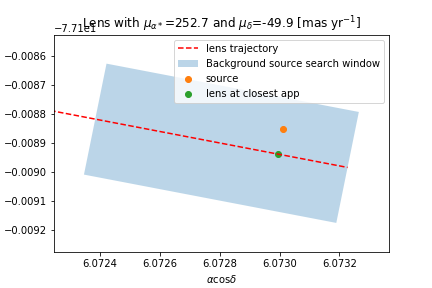 Lens with μα*=252.7 and μδ=-49.9 [mas yr⁻¹]
−7.71e1
lens trajectory
Background source search window
source
lens at closest app
−0.0086
−0.0087
−0.0088
−0.0089
−0.0090
−0.0091
−0.0092
6.0724 6.0726 6.0728 6.0730 6.0732
αcosδ